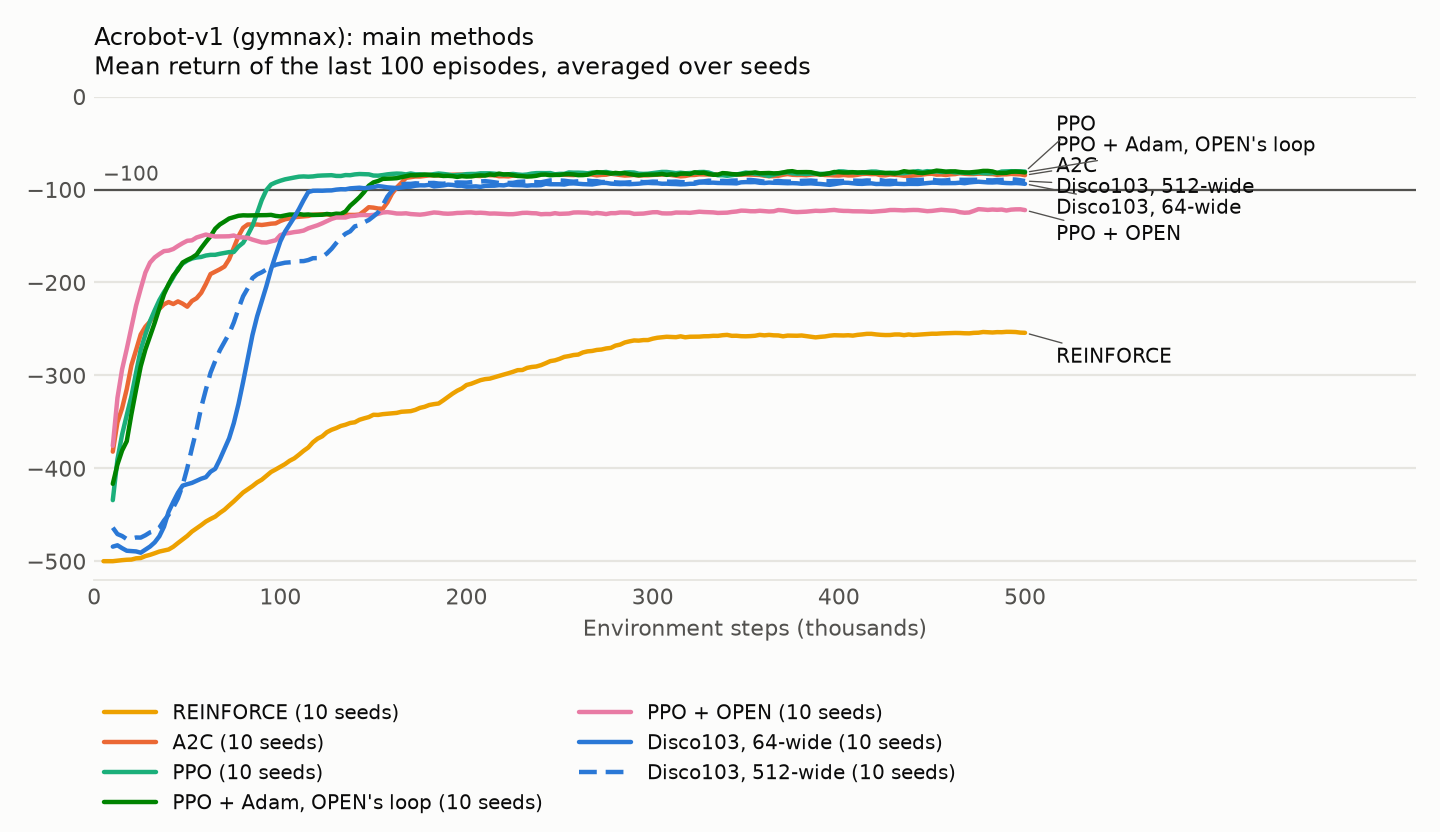 Acrobot-v1 (gymnax): main methods
Mean return of the last 100 episodes, averaged over seeds
0
−100
−200
−300
−400
−500
−100
PPO
PPO + Adam, OPEN's loop
A2C
Disco103, 512-wide
Disco103, 64-wide
PPO + OPEN
REINFORCE
0 100 200 300 400 500
Environment steps (thousands)
REINFORCE (10 seeds)
A2C (10 seeds)
PPO (10 seeds)
PPO + Adam, OPEN's loop (10 seeds)
PPO + OPEN (10 seeds)
Disco103, 64-wide (10 seeds)
Disco103, 512-wide (10 seeds)